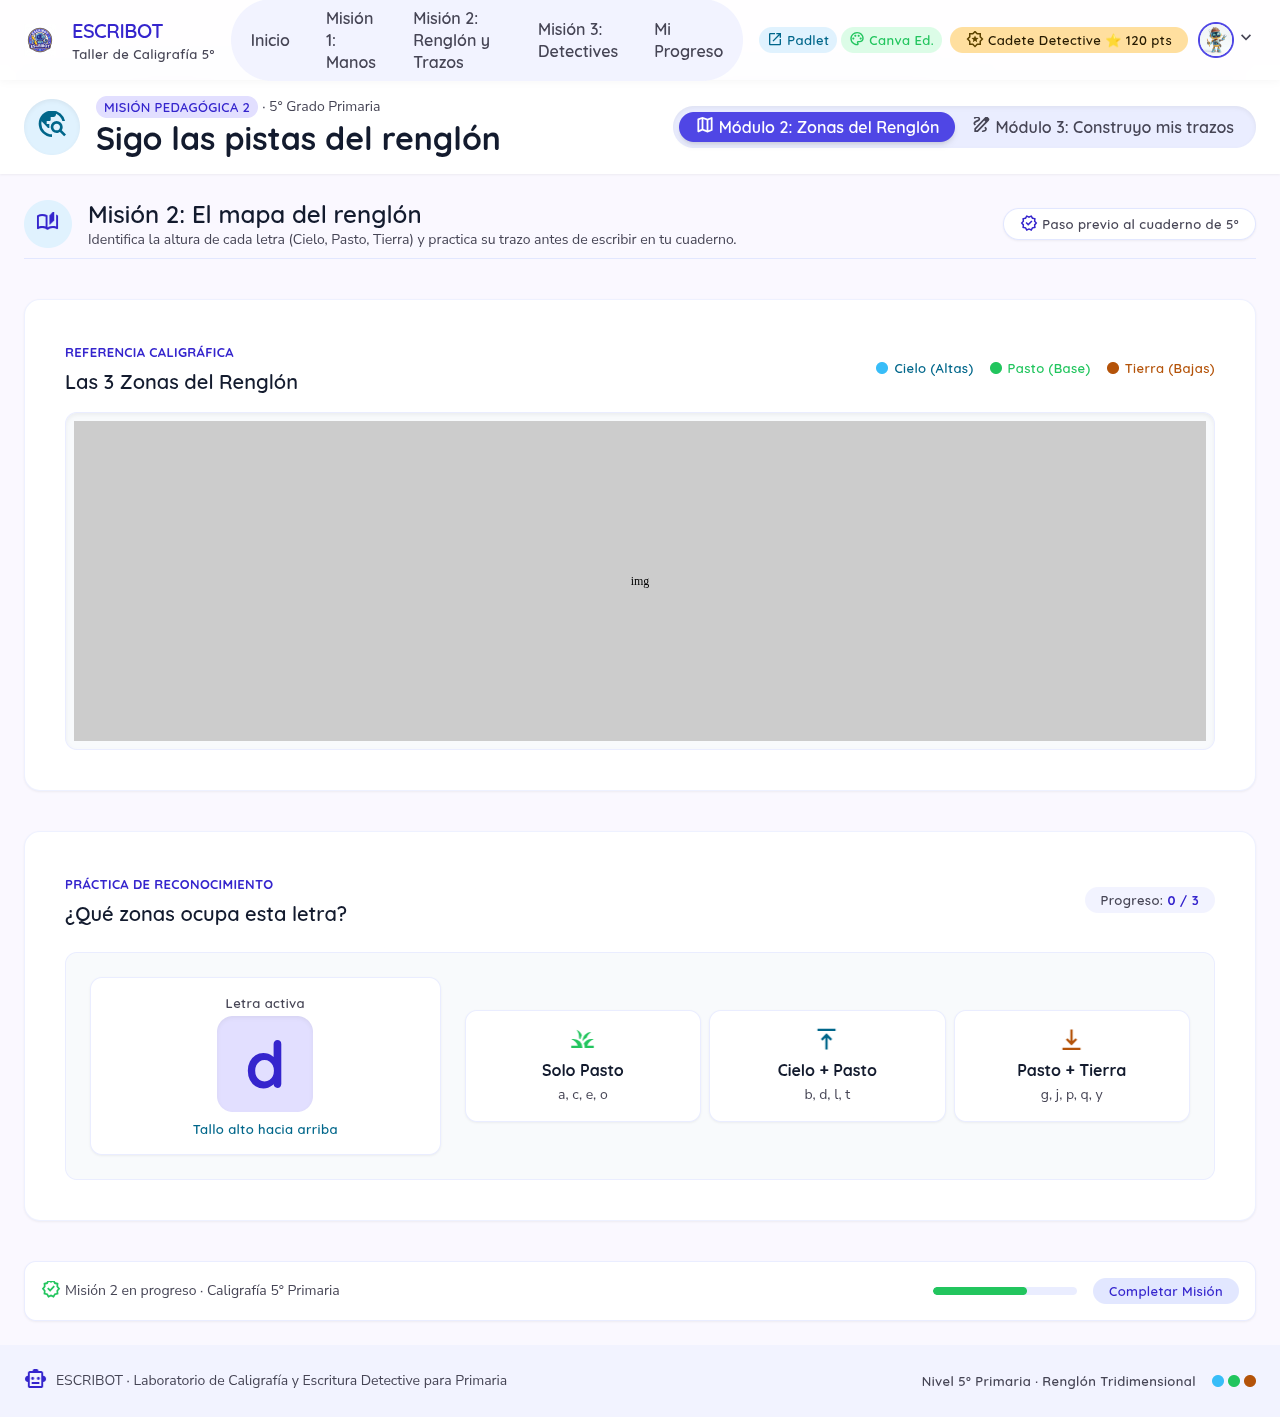 ESCRIBOT
Taller de Caligrafía 5°
Inicio
Misión
1:
Manos
Misión 2:
Renglón y
Trazos
Misión 3:
Detectives
Mi
Progreso
Padlet
Canva Ed.
Cadete Detective ⭐ 120 pts
MISIÓN PEDAGÓGICA 2 · 5° Grado Primaria
Sigo las pistas del renglón
Módulo 2: Zonas del Renglón
Módulo 3: Construyo mis trazos
Misión 2: El mapa del renglón
Identifica la altura de cada letra (Cielo, Pasto, Tierra) y practica su trazo antes de escribir en tu cuaderno.
Paso previo al cuaderno de 5°
REFERENCIA CALIGRÁFICA
Las 3 Zonas del Renglón
Cielo (Altas)
Pasto (Base)
Tierra (Bajas)
img
PRÁCTICA DE RECONOCIMIENTO
¿Qué zonas ocupa esta letra?
Progreso: 0 / 3
Letra activa
d
Tallo alto hacia arriba
Solo Pasto
a, c, e, o
Cielo + Pasto
b, d, l, t
Pasto + Tierra
g, j, p, q, y
Misión 2 en progreso · Caligrafía 5° Primaria
Completar Misión
ESCRIBOT · Laboratorio de Caligrafía y Escritura Detective para Primaria
Nivel 5° Primaria · Renglón Tridimensional